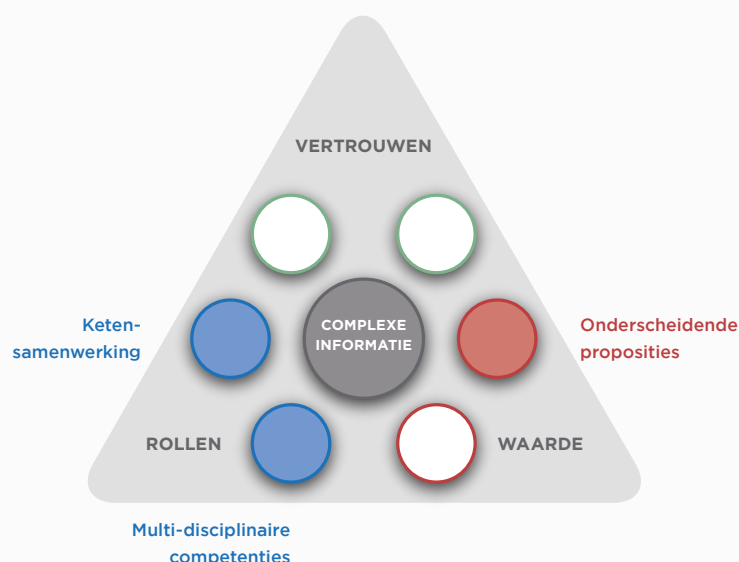 VERTROUWEN
Keten-
samenwerking
COMPLEXE
INFORMATIE
Onderscheidende
proposities
ROLLEN
WAARDE
Multi-disciplinaire
competenties